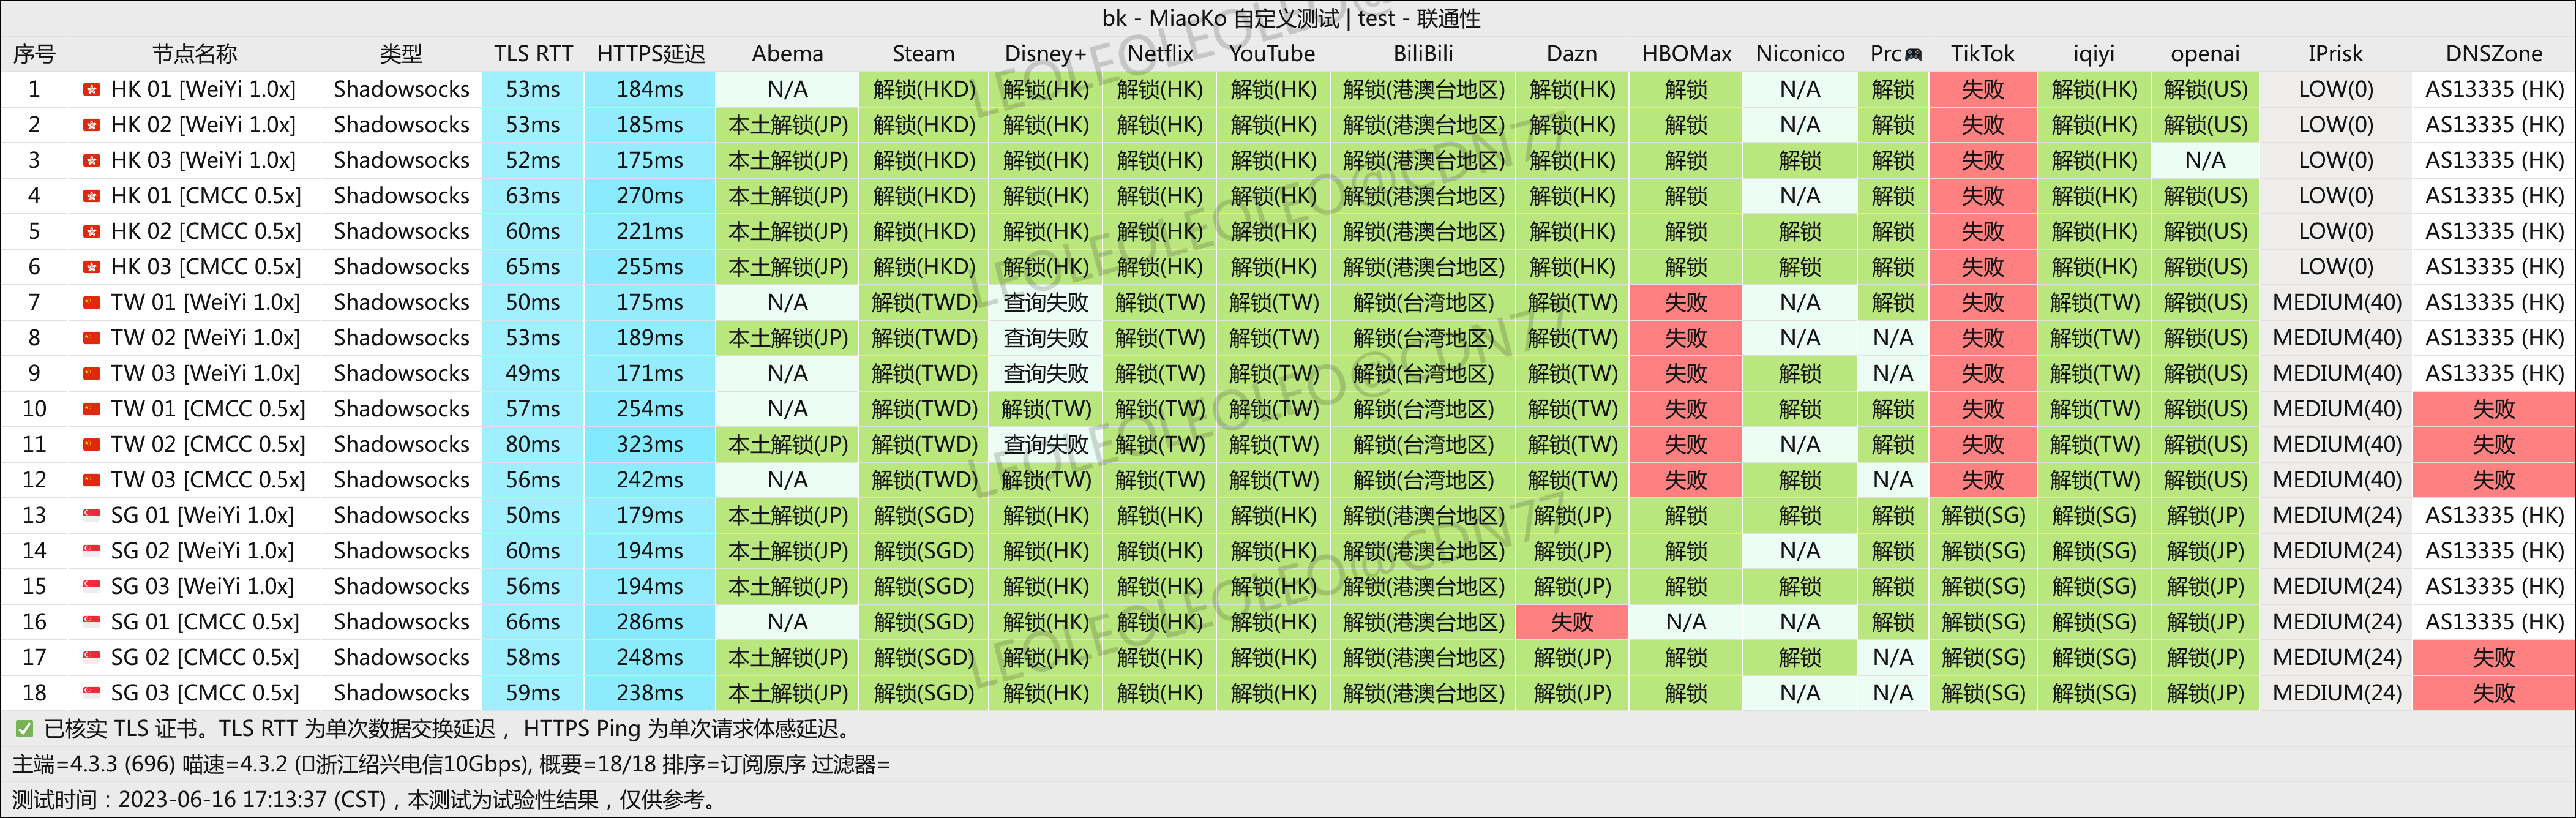 bk - MiaoKo 自定义测试 | test - 联通性
序号 节点名称 类型 TLS RTT HTTPS延迟 Abema Steam Disney+ Netflix YouTube BiliBili Dazn HBOMax Niconico Prc🎮 TikTok iqiyi openai IPrisk DNSZone
1 🇭🇰 HK 01 [WeiYi 1.0x] Shadowsocks 53ms 184ms N/A 解锁(HKD) 解锁(HK) 解锁(HK) 解锁(HK) 解锁(港澳台地区) 解锁(HK) 解锁 N/A 解锁 失败 解锁(HK) 解锁(US) LOW(0) AS13335 (HK)
2 🇭🇰 HK 02 [WeiYi 1.0x] Shadowsocks 53ms 185ms 本土解锁(JP) 解锁(HKD) 解锁(HK) 解锁(HK) 解锁(HK) 解锁(港澳台地区) 解锁(HK) 解锁 N/A 解锁 失败 解锁(HK) 解锁(US) LOW(0) AS13335 (HK)
3 🇭🇰 HK 03 [WeiYi 1.0x] Shadowsocks 52ms 175ms 本土解锁(JP) 解锁(HKD) 解锁(HK) 解锁(HK) 解锁(HK) 解锁(港澳台地区) 解锁(HK) 解锁 解锁 解锁 失败 解锁(HK) N/A LOW(0) AS13335 (HK)
4 🇭🇰 HK 01 [CMCC 0.5x] Shadowsocks 63ms 270ms 本土解锁(JP) 解锁(HKD) 解锁(HK) 解锁(HK) 解锁(HK) 解锁(港澳台地区) 解锁(HK) 解锁 N/A 解锁 失败 解锁(HK) 解锁(US) LOW(0) AS13335 (HK)
5 🇭🇰 HK 02 [CMCC 0.5x] Shadowsocks 60ms 221ms 本土解锁(JP) 解锁(HKD) 解锁(HK) 解锁(HK) 解锁(HK) 解锁(港澳台地区) 解锁(HK) 解锁 解锁 解锁 失败 解锁(HK) 解锁(US) LOW(0) AS13335 (HK)
6 🇭🇰 HK 03 [CMCC 0.5x] Shadowsocks 65ms 255ms 本土解锁(JP) 解锁(HKD) 解锁(HK) 解锁(HK) 解锁(HK) 解锁(港澳台地区) 解锁(HK) 解锁 解锁 解锁 失败 解锁(HK) 解锁(US) LOW(0) AS13335 (HK)
7 🇨🇳 TW 01 [WeiYi 1.0x] Shadowsocks 50ms 175ms N/A 解锁(TWD) 查询失败 解锁(TW) 解锁(TW) 解锁(台湾地区) 解锁(TW) 失败 N/A 解锁 失败 解锁(TW) 解锁(US) MEDIUM(40) AS13335 (HK)
8 🇨🇳 TW 02 [WeiYi 1.0x] Shadowsocks 53ms 189ms 本土解锁(JP) 解锁(TWD) 查询失败 解锁(TW) 解锁(TW) 解锁(台湾地区) 解锁(TW) 失败 N/A N/A 失败 解锁(TW) 解锁(US) MEDIUM(40) AS13335 (HK)
9 🇨🇳 TW 03 [WeiYi 1.0x] Shadowsocks 49ms 171ms N/A 解锁(TWD) 查询失败 解锁(TW) 解锁(TW) 解锁(台湾地区) 解锁(TW) 失败 解锁 N/A 失败 解锁(TW) 解锁(US) MEDIUM(40) AS13335 (HK)
10 🇨🇳 TW 01 [CMCC 0.5x] Shadowsocks 57ms 254ms N/A 解锁(TWD) 解锁(TW) 解锁(TW) 解锁(TW) 解锁(台湾地区) 解锁(TW) 失败 解锁 解锁 失败 解锁(TW) 解锁(US) MEDIUM(40) 失败
11 🇨🇳 TW 02 [CMCC 0.5x] Shadowsocks 80ms 323ms 本土解锁(JP) 解锁(TWD) 查询失败 解锁(TW) 解锁(TW) 解锁(台湾地区) 解锁(TW) 失败 N/A 解锁 失败 解锁(TW) 解锁(US) MEDIUM(40) 失败
12 🇨🇳 TW 03 [CMCC 0.5x] Shadowsocks 56ms 242ms N/A 解锁(TWD) 解锁(TW) 解锁(TW) 解锁(TW) 解锁(台湾地区) 解锁(TW) 失败 解锁 N/A 失败 解锁(TW) 解锁(US) MEDIUM(40) 失败
13 🇸🇬 SG 01 [WeiYi 1.0x] Shadowsocks 50ms 179ms 本土解锁(JP) 解锁(SGD) 解锁(HK) 解锁(HK) 解锁(HK) 解锁(港澳台地区) 解锁(JP) 解锁 解锁 解锁 解锁(SG) 解锁(SG) 解锁(JP) MEDIUM(24) AS13335 (HK)
14 🇸🇬 SG 02 [WeiYi 1.0x] Shadowsocks 60ms 194ms 本土解锁(JP) 解锁(SGD) 解锁(HK) 解锁(HK) 解锁(HK) 解锁(港澳台地区) 解锁(JP) 解锁 N/A 解锁 解锁(SG) 解锁(SG) 解锁(JP) MEDIUM(24) AS13335 (HK)
15 🇸🇬 SG 03 [WeiYi 1.0x] Shadowsocks 56ms 194ms 本土解锁(JP) 解锁(SGD) 解锁(HK) 解锁(HK) 解锁(HK) 解锁(港澳台地区) 解锁(JP) 解锁 解锁 解锁 解锁(SG) 解锁(SG) 解锁(JP) MEDIUM(24) AS13335 (HK)
16 🇸🇬 SG 01 [CMCC 0.5x] Shadowsocks 66ms 286ms N/A 解锁(SGD) 解锁(HK) 解锁(HK) 解锁(HK) 解锁(港澳台地区) 失败 N/A N/A 解锁 解锁(SG) 解锁(SG) 解锁(JP) MEDIUM(24) AS13335 (HK)
17 🇸🇬 SG 02 [CMCC 0.5x] Shadowsocks 58ms 248ms 本土解锁(JP) 解锁(SGD) 解锁(HK) 解锁(HK) 解锁(HK) 解锁(港澳台地区) 解锁(JP) 解锁 解锁 N/A 解锁(SG) 解锁(SG) 解锁(JP) MEDIUM(24) 失败
18 🇸🇬 SG 03 [CMCC 0.5x] Shadowsocks 59ms 238ms 本土解锁(JP) 解锁(SGD) 解锁(HK) 解锁(HK) 解锁(HK) 解锁(港澳台地区) 解锁(JP) 解锁 N/A N/A 解锁(SG) 解锁(SG) 解锁(JP) MEDIUM(24) 失败
✅ 已核实 TLS 证书。TLS RTT 为单次数据交换延迟， HTTPS Ping 为单次请求体感延迟。
主端=4.3.3 (696) 喵速=4.3.2 (▯浙江绍兴电信10Gbps), 概要=18/18 排序=订阅原序 过滤器=
测试时间：2023-06-16 17:13:37 (CST)，本测试为试验性结果，仅供参考。
LEOLEOLEO@CDN77
LEOLEOLEO@CDN77
LEOLEOLEO@CDN77